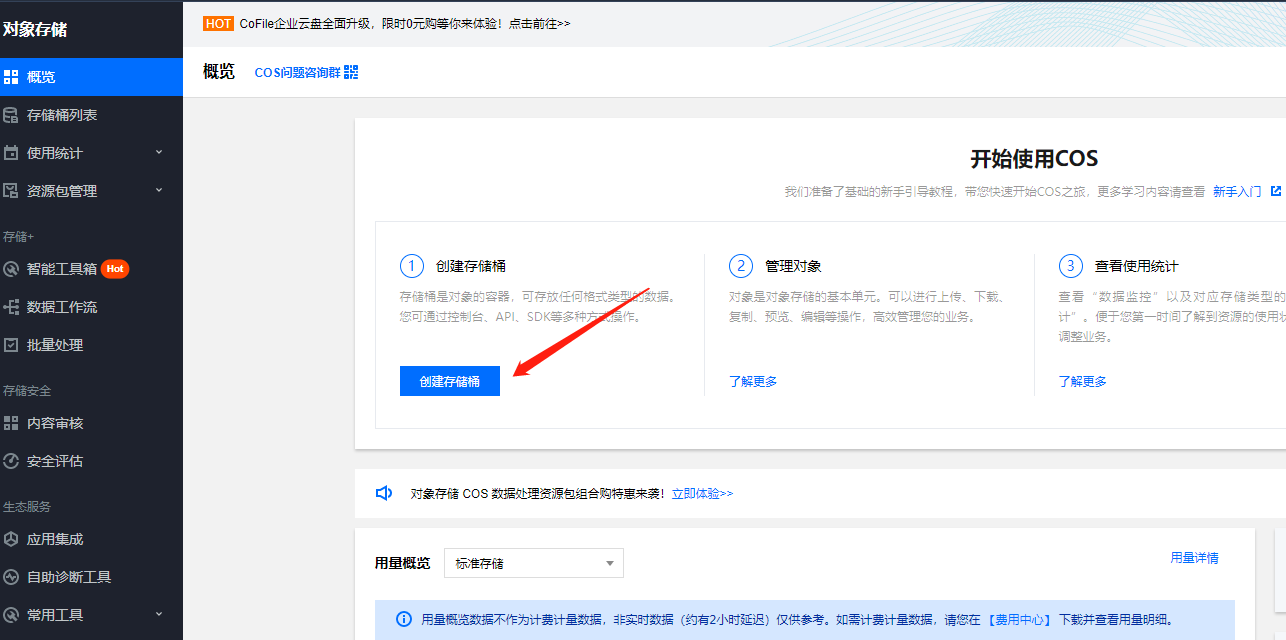 对象存储
概览
存储桶列表
使用统计
资源包管理
存储+
智能工具箱 Hot
数据工作流
批量处理
存储安全
内容审核
安全评估
生态服务
应用集成
自助诊断工具
常用工具
HOT CoFile企业云盘全面升级，限时0元购等你来体验！点击前往>>
概览 COS问题咨询群
开始使用COS
我们准备了基础的新手引导教程，带您快速开始COS之旅，更多学习内容请查看 新手入门
1 创建存储桶
存储桶是对象的容器，可存放任何格式类型的数据。
您可通过控制台、API、SDK等多种方式操作。
创建存储桶
2 管理对象
对象是对象存储的基本单元。可以进行上传、下载、
复制、预览、编辑等操作，高效管理您的业务。
了解更多
3 查看使用统计
查看“数据监控”以及对应存储类型的
计”。便于您第一时间了解到资源的使用状
调整业务。
了解更多
对象存储 COS 数据处理资源包组合购特惠来袭！立即体验>>
用量概览 标准存储 用量详情
用量概览数据不作为计费计量数据，非实时数据（约有2小时延迟）仅供参考。如需计费计量数据，请您在【费用中心】下载并查看用量明细。